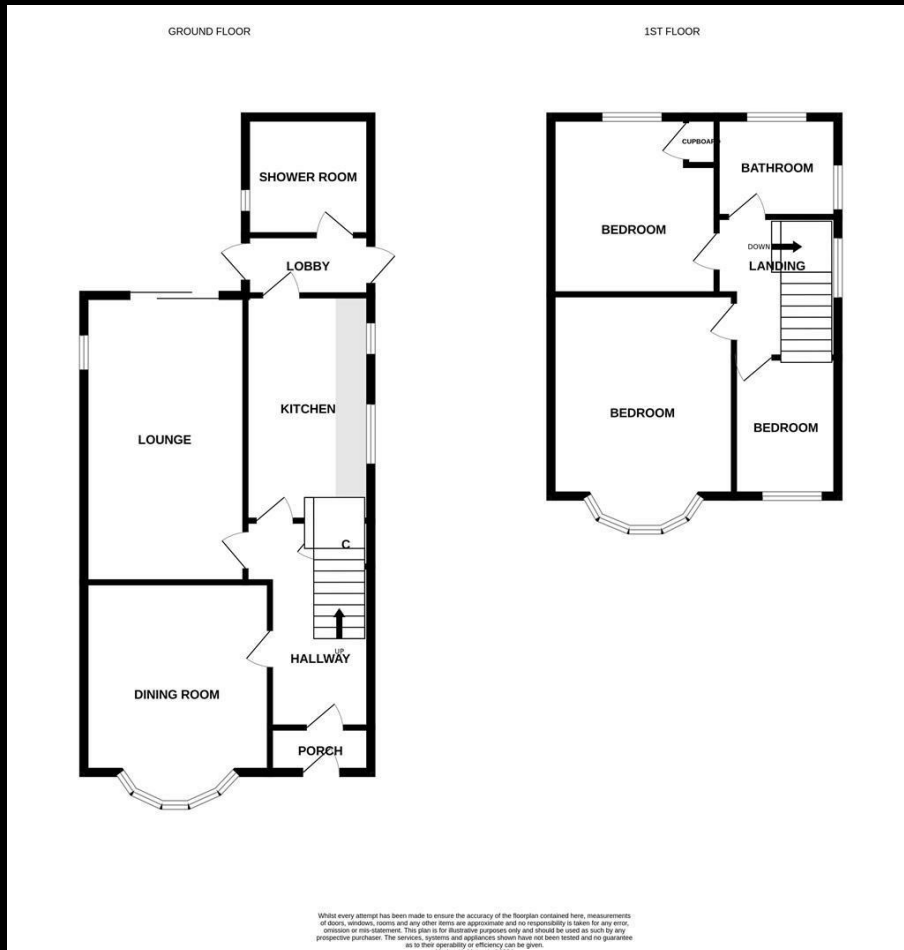 GROUND FLOOR
1ST FLOOR
SHOWER ROOM
LOBBY
KITCHEN
LOUNGE
C
UP
HALLWAY
DINING ROOM
PORCH
CUPBOARD
BATHROOM
BEDROOM
DOWN
LANDING
BEDROOM
BEDROOM
Whilst every attempt has been made to ensure the accuracy of the floorplan contained here, measurements
of doors, windows, rooms and any other items are approximate and no responsibility is taken for any error,
omission or mis-statement. This plan is for illustrative purposes only and should be used as such by any
prospective purchaser. The services, systems and appliances shown have not been tested and no guarantee
as to their operability or efficiency can be given.